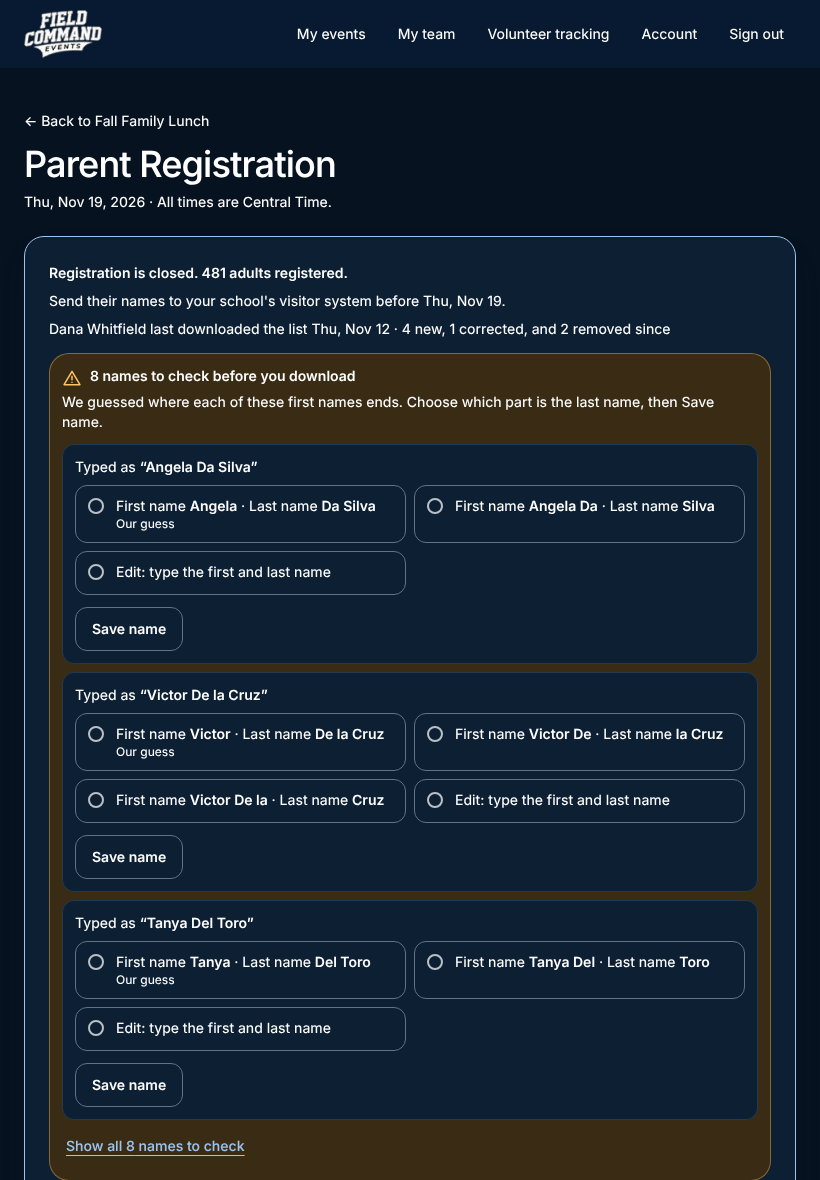 FIELD
COMMAND
EVENTS
My events
My team
Volunteer tracking
Account
Sign out
← Back to Fall Family Lunch
Parent Registration
Thu, Nov 19, 2026 · All times are Central Time.
Registration is closed. 481 adults registered.
Send their names to your school's visitor system before Thu, Nov 19.
Dana Whitfield last downloaded the list Thu, Nov 12 · 4 new, 1 corrected, and 2 removed since
8 names to check before you download
We guessed where each of these first names ends. Choose which part is the last name, then Save
name.
Typed as “Angela Da Silva”
First name Angela · Last name Da Silva
Our guess
First name Angela Da · Last name Silva
Edit: type the first and last name
Save name
Typed as “Victor De la Cruz”
First name Victor · Last name De la Cruz
Our guess
First name Victor De · Last name la Cruz
First name Victor De la · Last name Cruz
Edit: type the first and last name
Save name
Typed as “Tanya Del Toro”
First name Tanya · Last name Del Toro
Our guess
First name Tanya Del · Last name Toro
Edit: type the first and last name
Save name
Show all 8 names to check